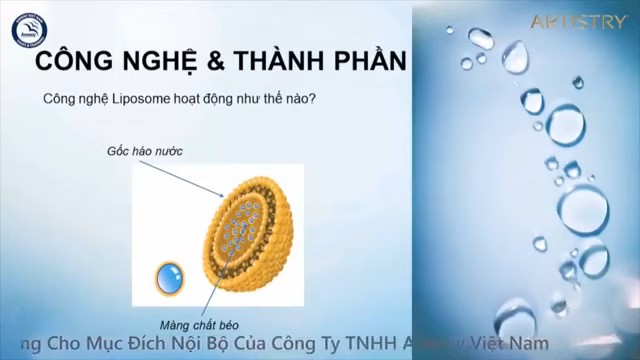 ARTISTRY
CÔNG NGHỆ & THÀNH PHẦN
Công nghệ Liposome hoạt động như thế nào?
Gốc háo nước
Màng chất béo
Cho Mục Đích Nội Bộ Của Công Ty TNHH Việt Nam